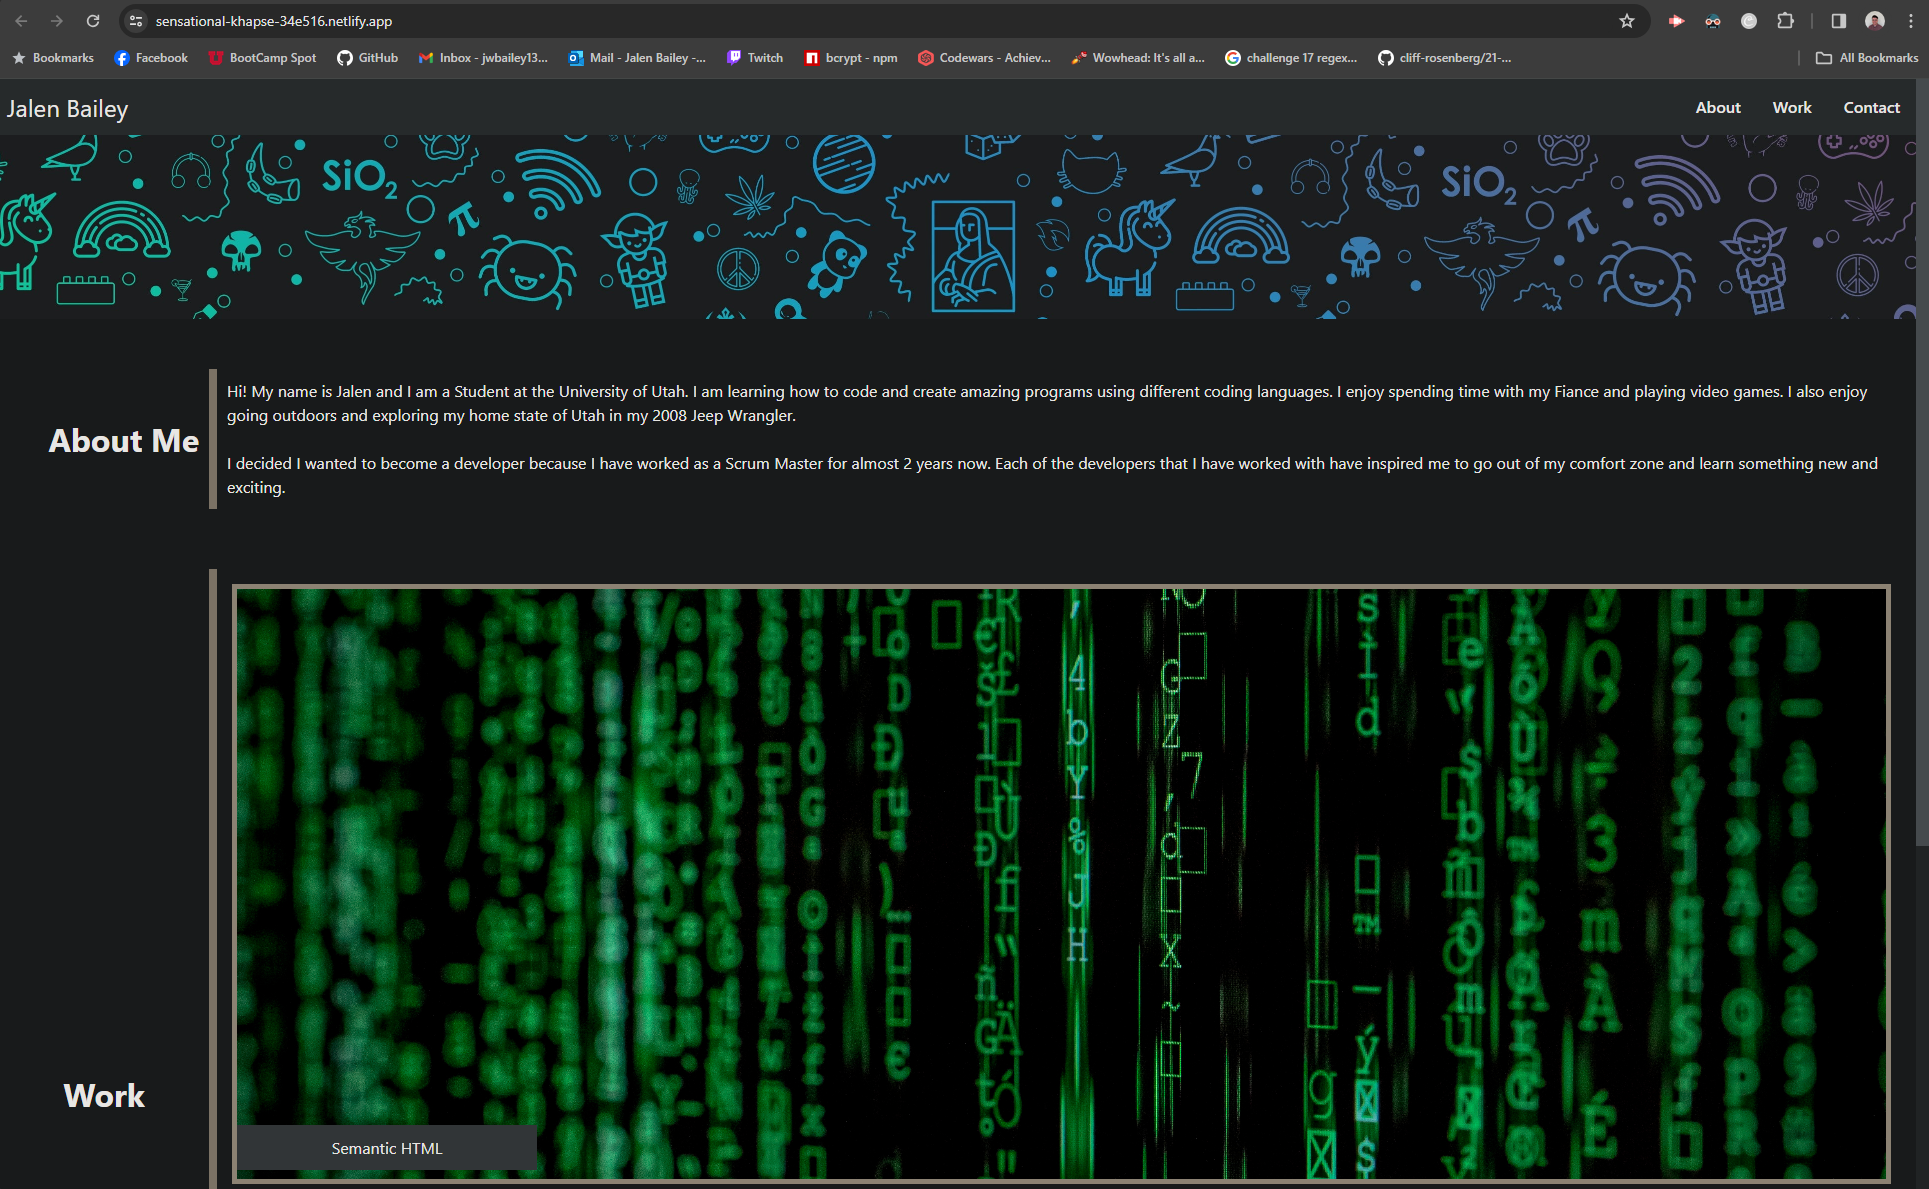 sensational-khapse-34e516.netlify.app
Bookmarks Facebook BootCamp Spot GitHub Inbox - jwbailey13... Mail - Jalen Bailey -... Twitch bcrypt - npm Codewars - Achiev... Wowhead: It's all a... challenge 17 regex... cliff-rosenberg/21-... All Bookmarks
Jalen Bailey About Work Contact
SiO2 SiO2
π π
About Me
Hi! My name is Jalen and I am a Student at the University of Utah. I am learning how to code and create amazing programs using different coding languages. I enjoy spending time with my Fiance and playing video games. I also enjoy
going outdoors and exploring my home state of Utah in my 2008 Jeep Wrangler.
I decided I wanted to become a developer because I have worked as a Scrum Master for almost 2 years now. Each of the developers that I have worked with have inspired me to go out of my comfort zone and learn something new and
exciting.
Work
Semantic HTML